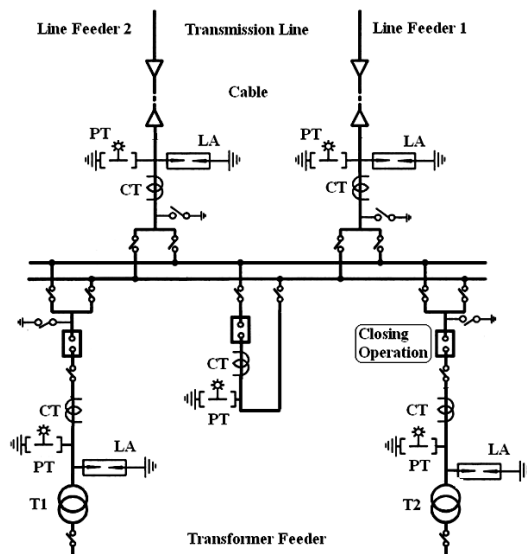 Line Feeder 2
Transmission Line
Line Feeder 1
Cable
PT
LA
PT
LA
CT
CT
Closing
Operation
CT
CT
CT
PT
PT
LA
PT
PT
LA
T1
T2
Transformer Feeder